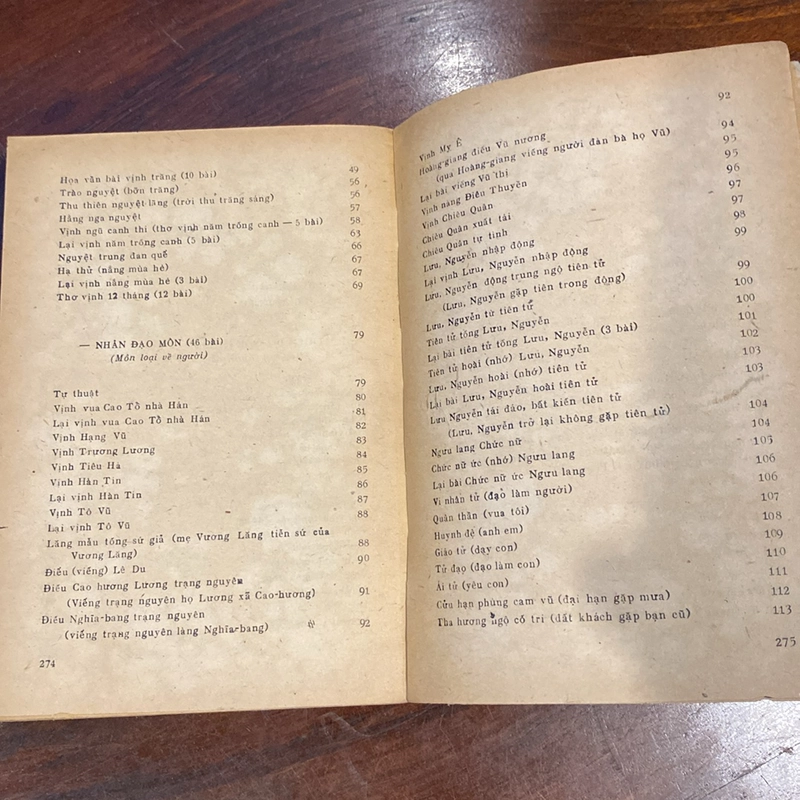 Họa vần bài vịnh trăng (10 bài) 49
Trào nguyệt (bỡn trăng) 56
Thu thiên nguyệt lãng (trời thu trăng sáng) 56
Hằng nga nguyệt 57
Vịnh ngũ canh thi (thơ vịnh năm trống canh — 5 bài) 58
Lại vịnh năm trống canh (5 bài) 63
Nguyệt trung đan quế 66
Hạ thử (nắng mùa hè) 67
Lại vịnh nắng mùa hè (3 bài) 67
Thơ vịnh 12 tháng (12 bài) 69
— NHÂN ĐẠO MÔN (46 bài) 79
(Môn loại về người)
Tự thuật 79
Vịnh vua Cao Tổ nhà Hán 80
Lại vịnh vua Cao Tổ nhà Hán 81
Vịnh Hạng Vũ 82
Vịnh Trương Lương 83
Vịnh Tiêu Hà 84
Vịnh Hàn Tín 85
Lại vịnh Hàn Tín 86
Vịnh Tô Vũ 87
Lại vịnh Tô Vũ 88
Lăng mẫu tống sứ giả (mẹ Vương Lăng tiễn sứ của
Vương Lăng) 88
Điếu (viếng) Lê Du 90
Điếu Cao hương Lương trạng nguyên
(Viếng trạng nguyên họ Lương xã Cao-hương) 91
Điếu Nghĩa-bang trạng nguyên
(viếng trạng nguyên làng Nghĩa-bang) 92
274
Vịnh My Ê 92
Hoàng-giang điếu Vũ nương
(qua Hoàng-giang viếng người đàn bà họ Vũ) 94
Lại bài viếng Vũ thị 95
Vịnh nàng Điêu Thuyền 95
Vịnh Chiêu Quân 96
Chiêu Quân xuất tái 97
Chiêu Quân tự tình 97
Lưu, Nguyễn nhập động 98
Lại vịnh Lưu, Nguyễn nhập động 99
Lưu, Nguyễn động trung ngộ tiên tử
(Lưu, Nguyễn gặp tiên trong động) 99
Lưu, Nguyễn từ tiên tử 100
Tiên tử tống Lưu, Nguyễn 100
Lại bài tiên tử tống Lưu, Nguyễn (3 bài) 101
Tiên tử hoài (nhớ) Lưu, Nguyễn 102
Lưu, Nguyễn hoài (nhớ) tiên tử 103
Lại bài Lưu, Nguyễn hoài tiên tử 103
Lưu Nguyễn tái đáo, bất kiến tiên tử
(Lưu, Nguyễn trở lại không gặp tiên tử) 104
Ngưu lang Chức nữ 104
Chức nữ ức (nhớ) Ngưu lang 105
Lại bài Chức nữ ức Ngưu lang 106
Vi nhân tử (đạo làm người) 106
Quân thần (vua tôi) 107
Huynh đệ (anh em) 108
Giáo tử (dạy con) 109
Tử đạo (đạo làm con) 110
Ái tử (yêu con) 111
Cửu hạn phùng cam vũ (đại hạn gặp mưa) 112
Tha hương ngộ cố tri (đất khách gặp bạn cũ) 113
275